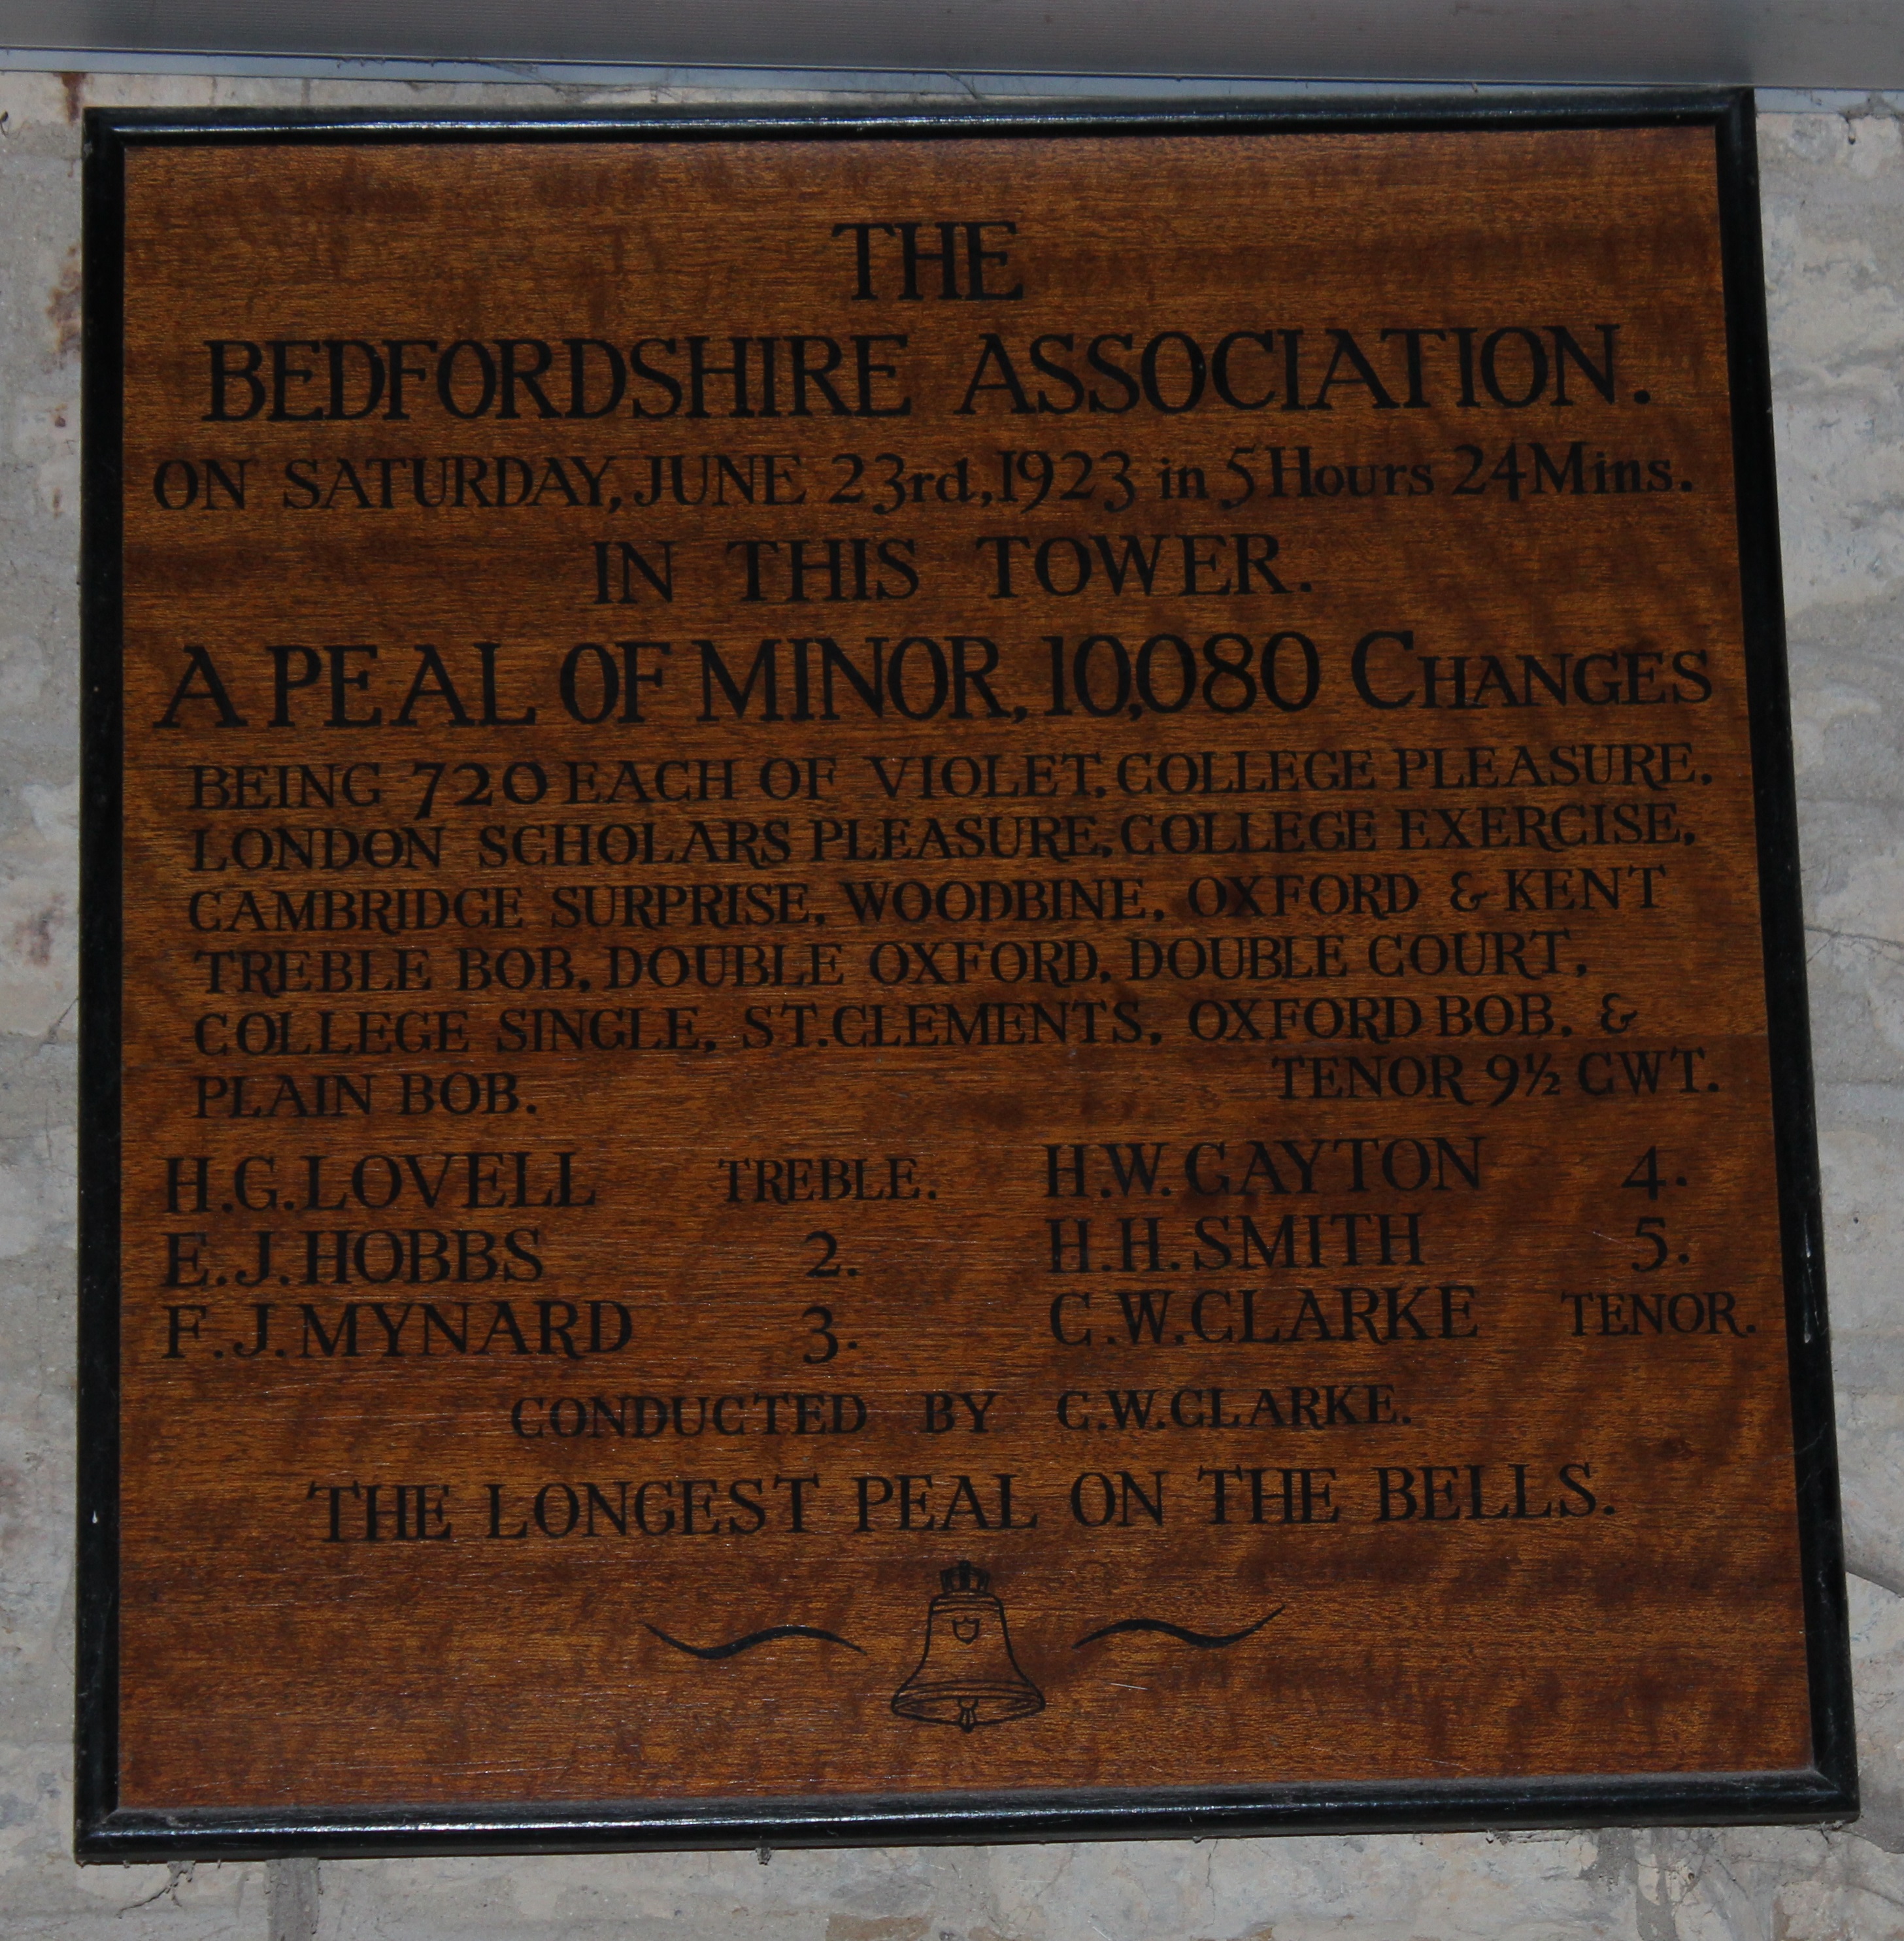 THE
BEDFORDSHIRE ASSOCIATION.
ON SATURDAY, JUNE 23rd, 1923 in 5 Hours 24 Mins.
IN THIS TOWER.
A PEAL OF MINOR, 10,080 CHANGES
BEING 720 EACH OF VIOLET, COLLEGE PLEASURE,
LONDON SCHOLARS PLEASURE, COLLEGE EXERCISE,
CAMBRIDGE SURPRISE, WOODBINE, OXFORD & KENT
TREBLE BOB, DOUBLE OXFORD, DOUBLE COURT,
COLLEGE SINGLE, ST. CLEMENTS, OXFORD BOB, &
PLAIN BOB. TENOR 9½ CWT.
H.G. LOVELL TREBLE. H.W. GAYTON 4.
E.J. HOBBS 2. H.H. SMITH 5.
F.J. MYNARD 3. C.W. CLARKE TENOR.
CONDUCTED BY C.W. CLARKE.
THE LONGEST PEAL ON THE BELLS.